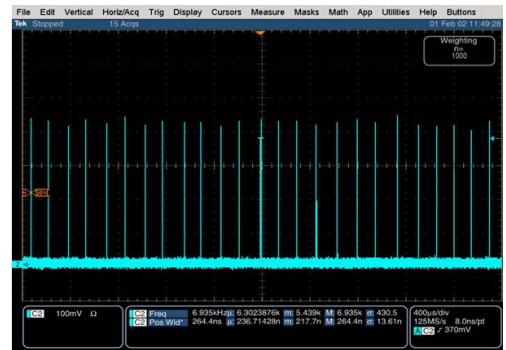 File Edit Vertical Horiz/Acq Trig Display Cursors Measure Masks Math App Utilities Help Buttons
Tek Stopped 15 Acqs 01 Feb 02 11:49:28
Weighting
n=
1000
C2 100mV Ω
C2 Freq 6.935kHz µ: 6.3023876k m: 5.439k M: 6.935k σ: 430.5
C2 Pos Wid* 264.4ns µ: 236.71428n m: 217.7n M: 264.4n σ: 13.61n
400µs/div
125MS/s 8.0ns/pt
A C2 ⌿ 370mV